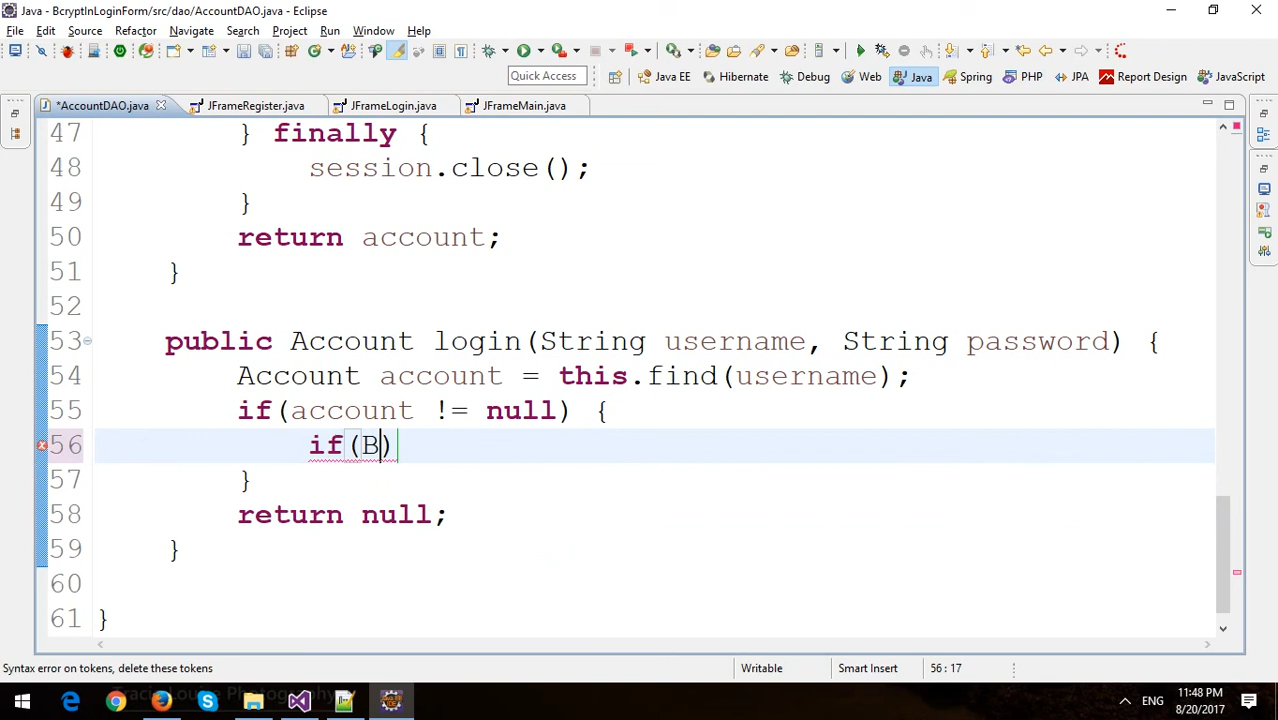 Java - BcryptInLoginForm/src/dao/AccountDAO.java - Eclipse
File Edit Source Refactor Navigate Search Project Run Window Help
Quick Access Java EE Hibernate Debug Web Java Spring PHP JPA Report Design JavaScript
*AccountDAO.java JFrameRegister.java JFrameLogin.java JFrameMain.java
47 } finally {
48 session.close();
49 }
50 return account;
51 }
52
53 public Account login(String username, String password) {
54 Account account = this.find(username);
55 if(account != null) {
56 if(B)
57 }
58 return null;
59 }
60
61 }
Syntax error on tokens, delete these tokens Writable Smart Insert 56 : 17
Gracie Louise Photography
ENG 11:48 PM
8/20/2017